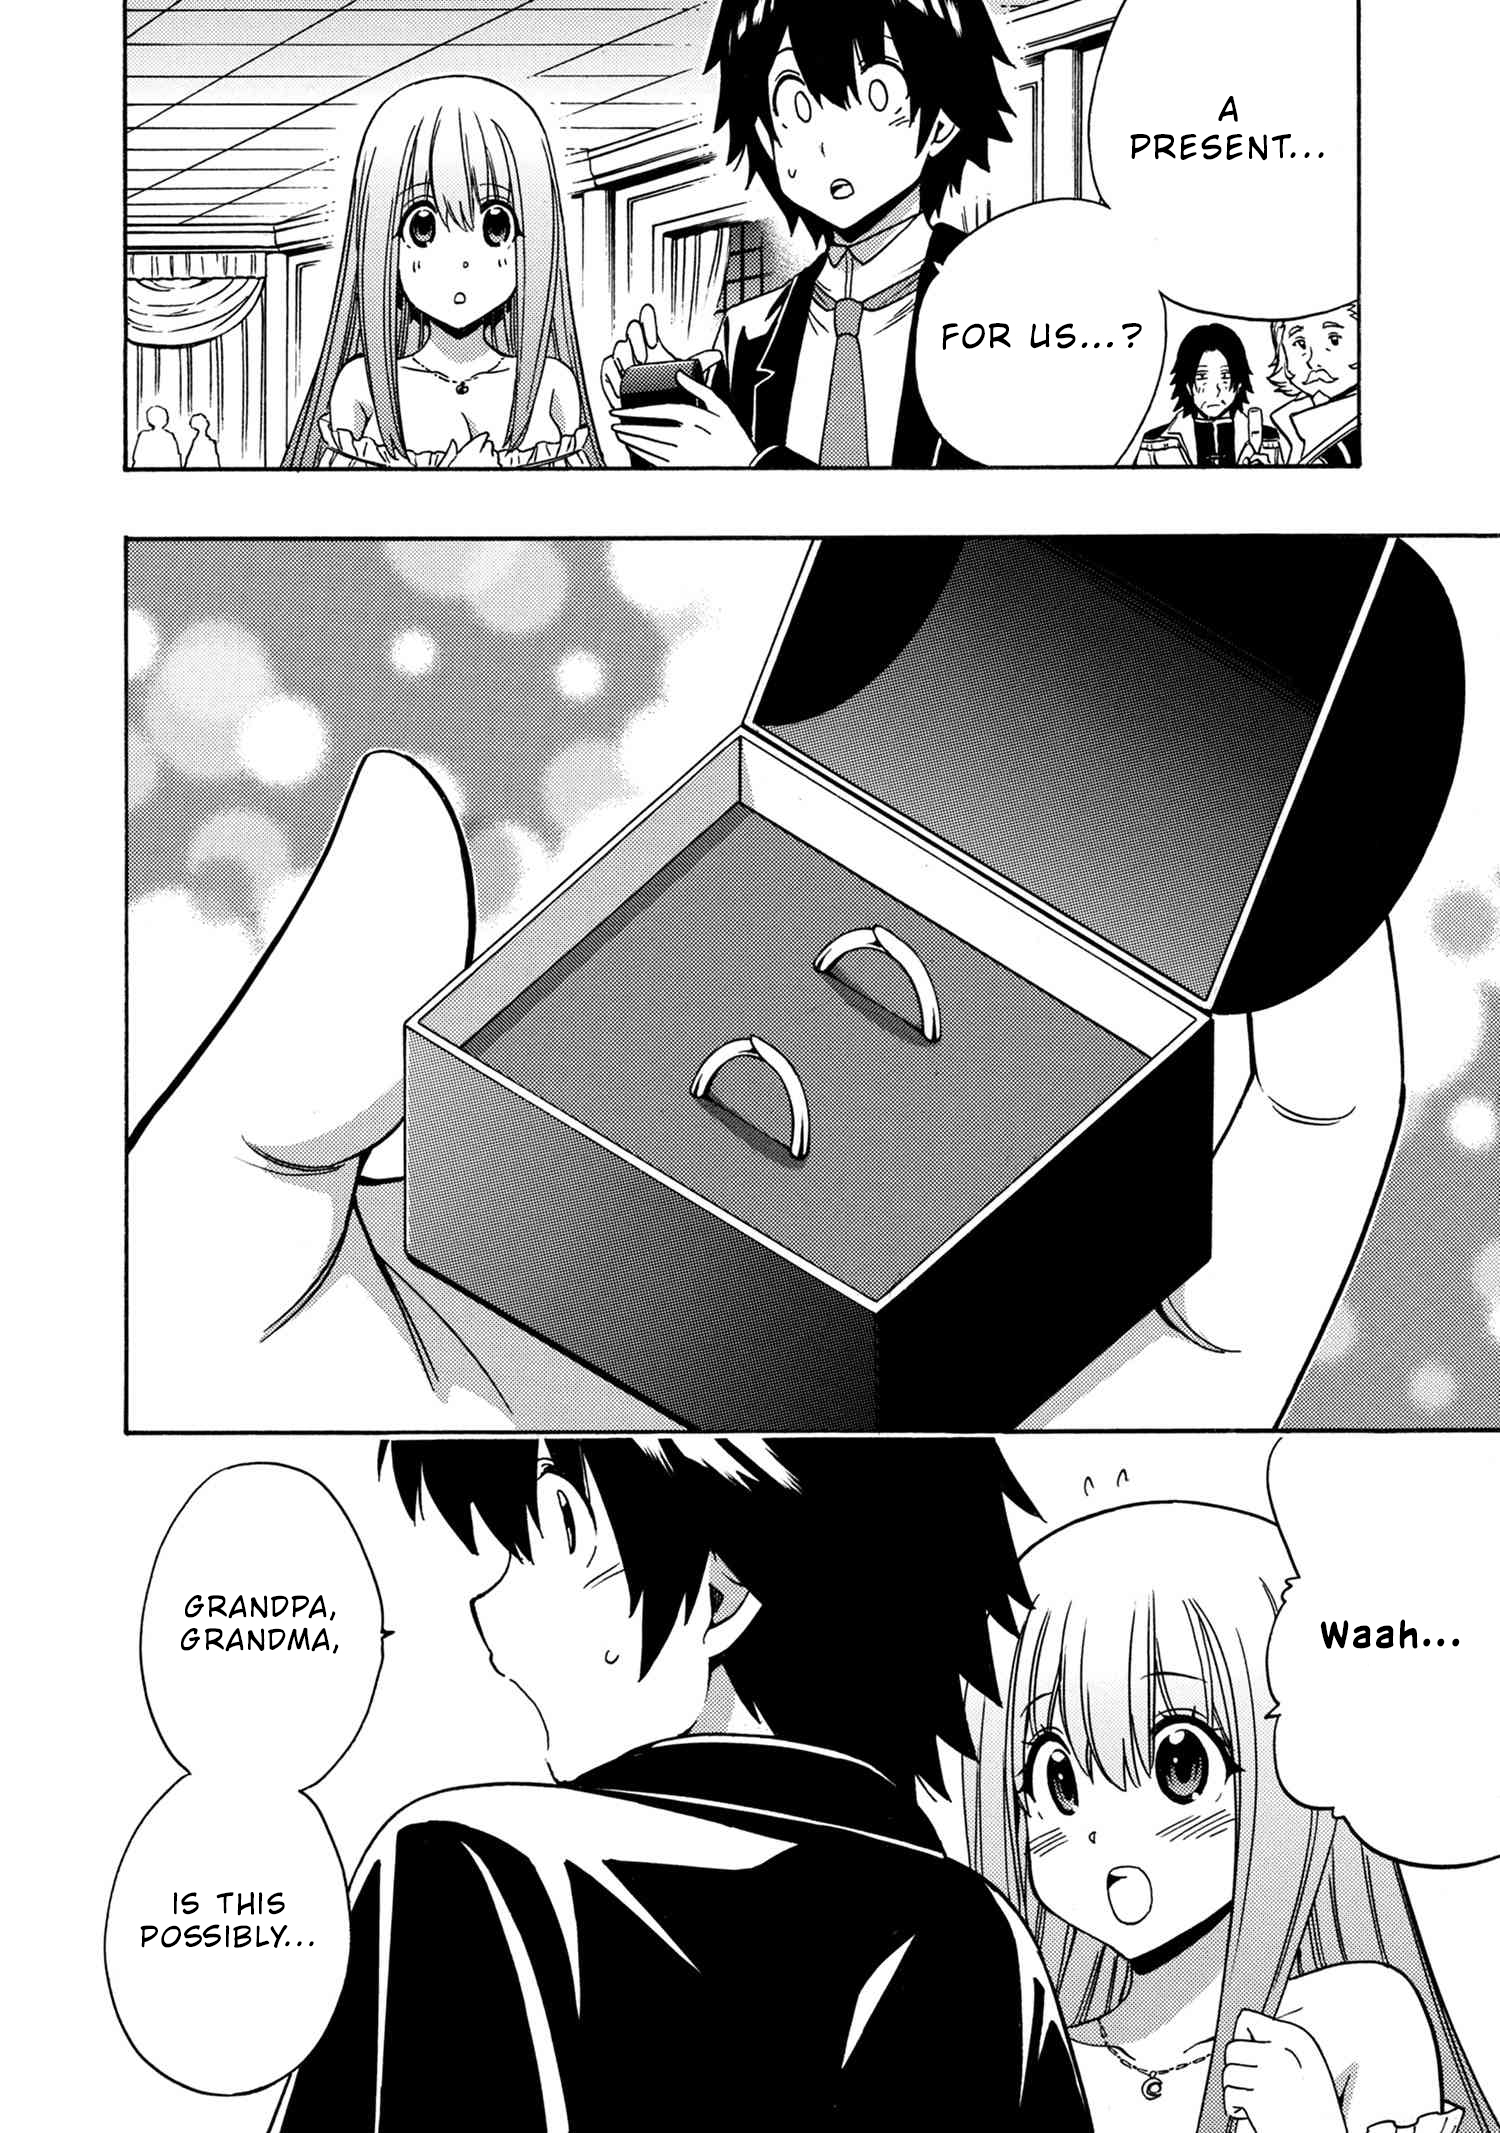 A
PRESENT...
FOR US...?
Waah...
GRANDPA,
GRANDMA,
IS THIS
POSSIBLY...